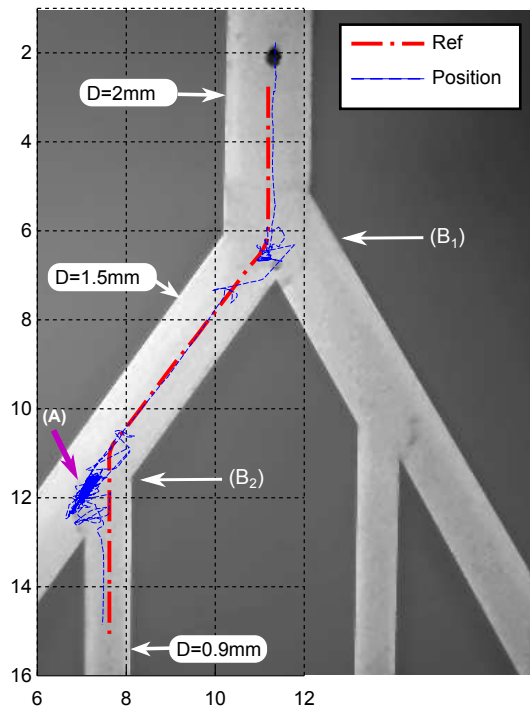 Ref
Position
D=2mm
(B1)
D=1.5mm
(A)
(B2)
D=0.9mm
2
4
6
8
10
12
14
16
6
8
10
12